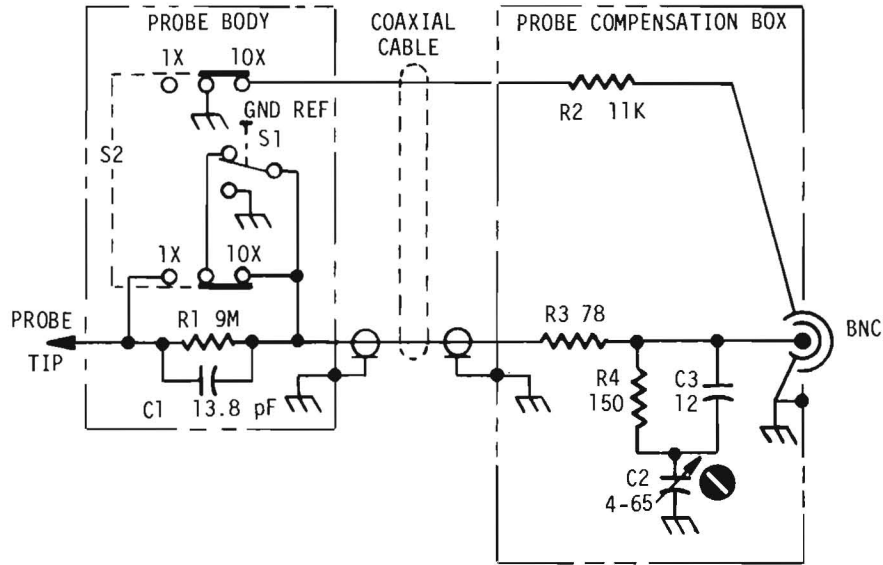 PROBE BODY
COAXIAL
CABLE
PROBE COMPENSATION BOX
1X
10X
R2 11K
GND REF
S1
S2
1X
10X
R1 9M
PROBE
TIP
C1 13.8 pF
R3 78
BNC
R4
150
C3
12
C2
4-65